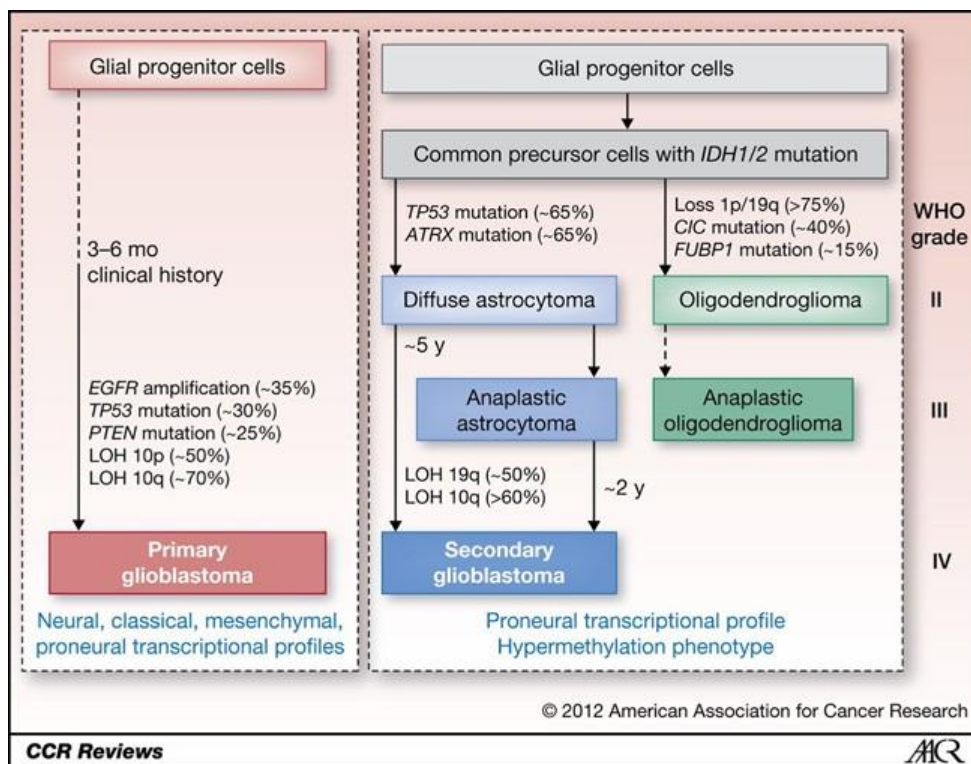 Glial progenitor cells
3–6 mo
clinical history
EGFR amplification (~35%)
TP53 mutation (~30%)
PTEN mutation (~25%)
LOH 10p (~50%)
LOH 10q (~70%)
Primary
glioblastoma
Neural, classical, mesenchymal,
proneural transcriptional profiles
Glial progenitor cells
Common precursor cells with IDH1/2 mutation
TP53 mutation (~65%)
ATRX mutation (~65%)
Loss 1p/19q (>75%)
CIC mutation (~40%)
FUBP1 mutation (~15%)
WHO
grade
Diffuse astrocytoma
Oligodendroglioma
II
~5 y
Anaplastic
astrocytoma
Anaplastic
oligodendroglioma
III
LOH 19q (~50%)
LOH 10q (>60%)
~2 y
Secondary
glioblastoma
IV
Proneural transcriptional profile
Hypermethylation phenotype
© 2012 American Association for Cancer Research
CCR Reviews
AACR